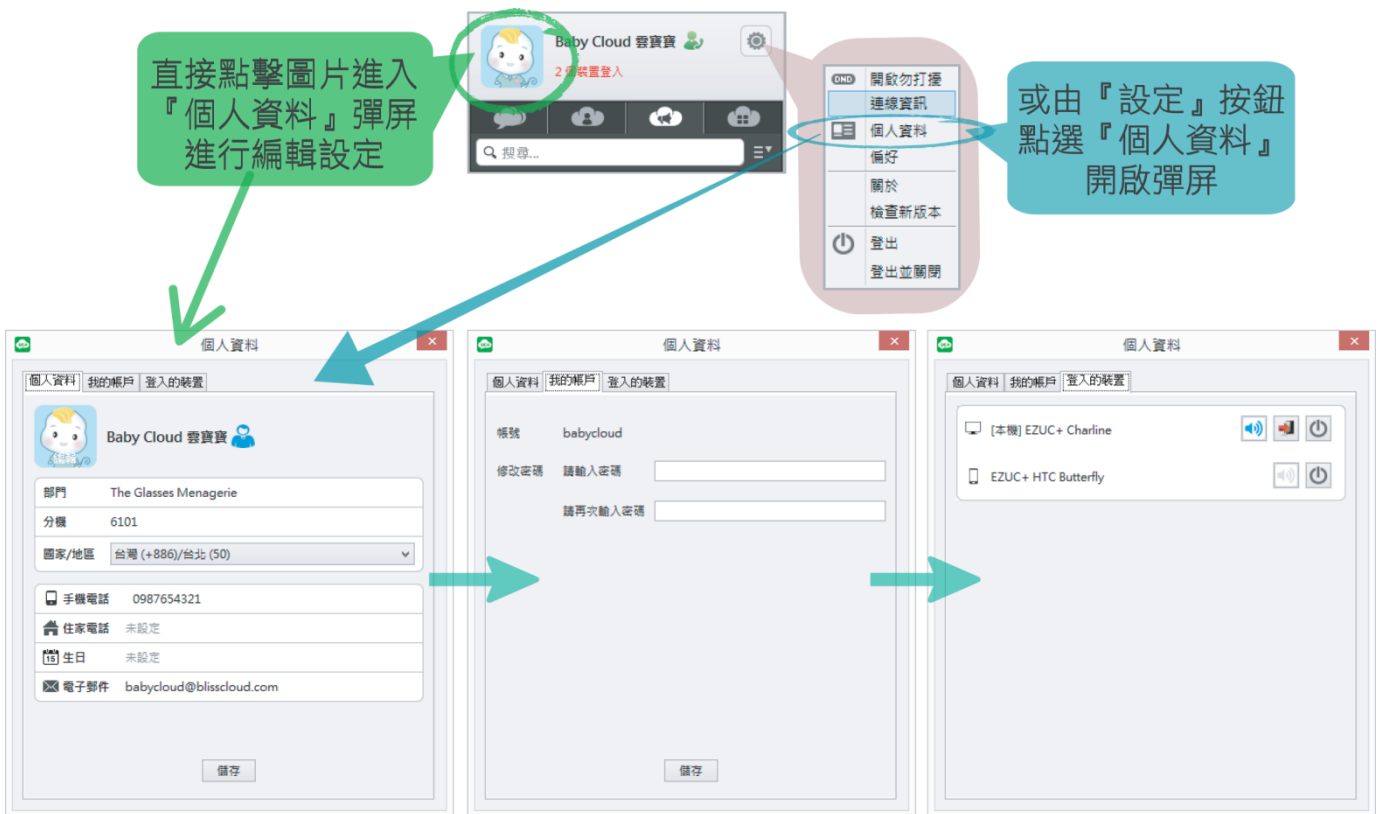 直接點擊圖片進入
『個人資料』彈屏
進行編輯設定
Baby Cloud 雲寶寶
2 個裝置登入
搜尋...
DND 開啟勿打擾
連線資訊
個人資料
偏好
關於
檢查新版本
登出
登出並關閉
或由『設定』按鈕
點選『個人資料』
開啟彈屏
個人資料
個人資料 我的帳戶 登入的裝置
Baby Cloud 雲寶寶
部門 The Glasses Menagerie
分機 6101
國家/地區 台灣 (+886)/台北 (50)
手機電話 0987654321
住家電話 未設定
15 生日 未設定
電子郵件 babycloud@blisscloud.com
儲存
個人資料
個人資料 我的帳戶 登入的裝置
帳號 babycloud
修改密碼 請輸入密碼
請再次輸入密碼
儲存
個人資料
個人資料 我的帳戶 登入的裝置
[本機] EZUC+ Charline
EZUC+ HTC Butterfly